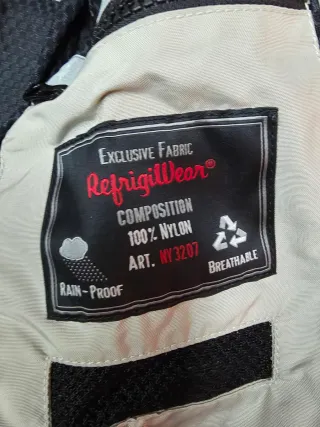 Exclusive Fabric
RefrigiWear®
COMPOSITION
100% Nylon
Art. NY3207
Rain-Proof
Breathable